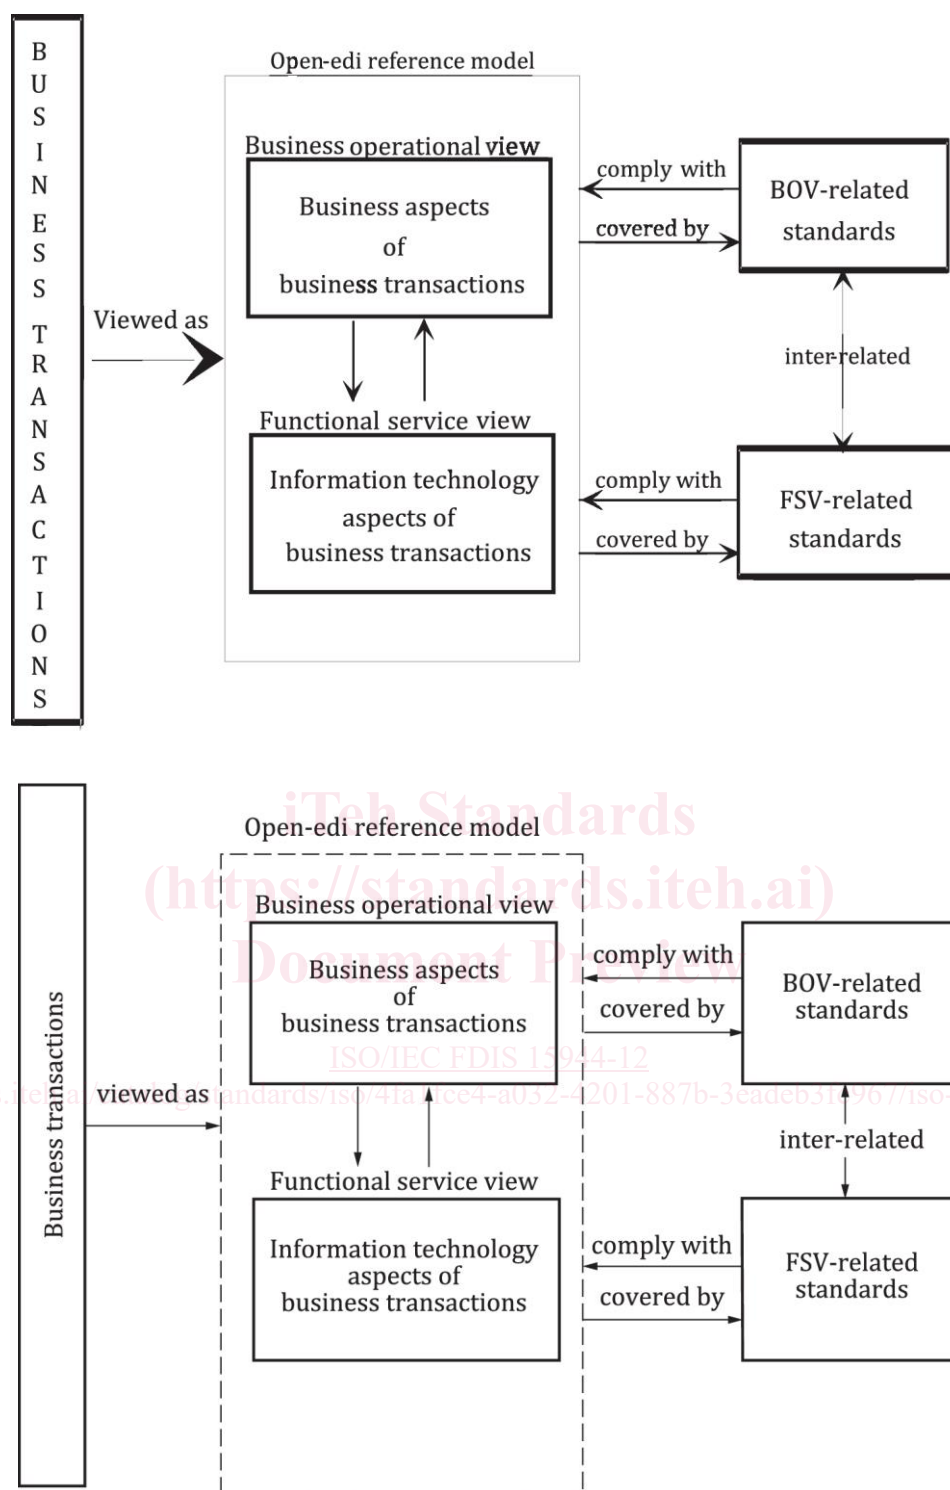 BUSINESS TRANSACTIONS
Open-edi reference model
Business operational view
Business aspects
of
business transactions
comply with
covered by
BOV-related
standards
Viewed as
inter-related
Functional service view
Information technology
aspects of
business transactions
comply with
covered by
FSV-related
standards
iTeh Standards
Open-edi reference model
(https://standards.iteh.ai)
Business operational view
Document Preview
Business aspects
of
business transactions
comply with
covered by
BOV-related
standards
ISO/IEC FDIS 15944-12
viewed as
Business transactions
inter-related
Functional service view
Information technology
aspects of
business transactions
comply with
covered by
FSV-related
standards